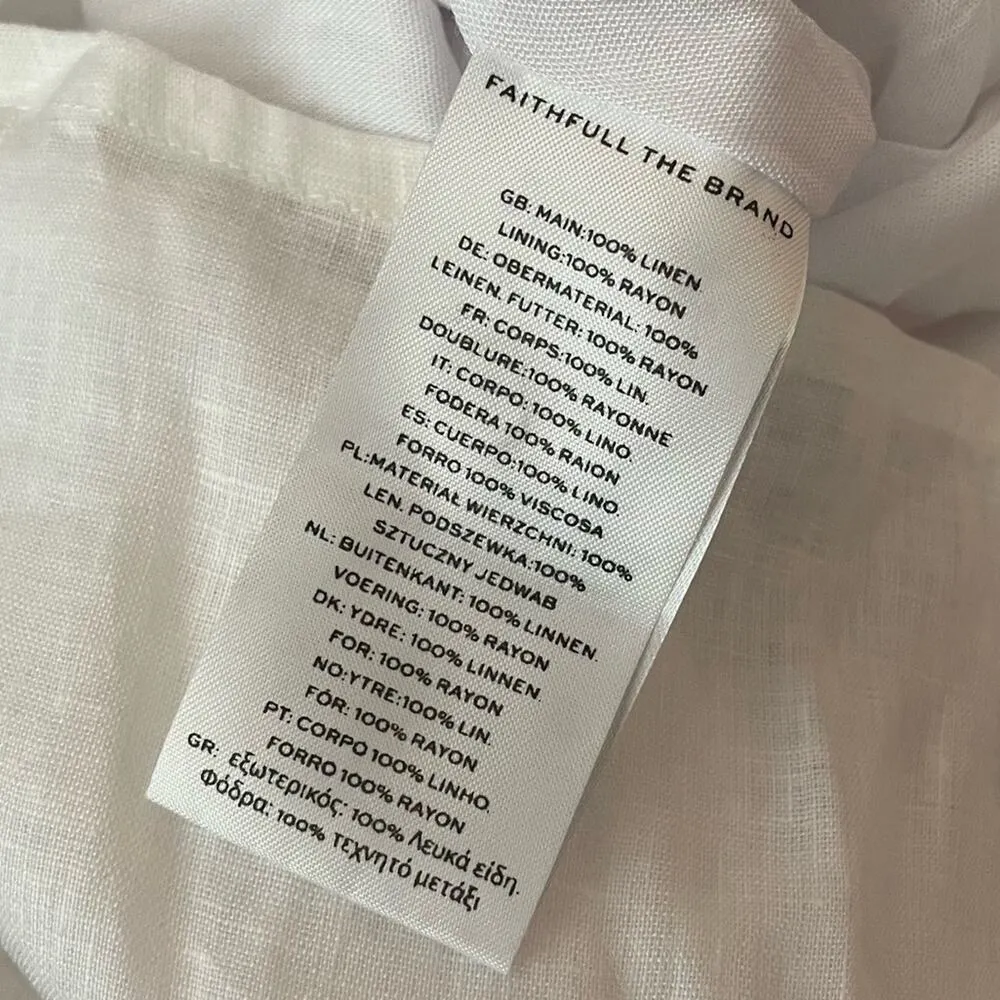 FAITHFULL THE BRAND
GB: MAIN:100% LINEN
LINING:100% RAYON
DE: OBERMATERIAL: 100%
LEINEN. FUTTER: 100% RAYON
FR: CORPS:100% LIN.
DOUBLURE:100% RAYONNE
IT: CORPO: 100% LINO.
FODERA 100% RAION
ES: CUERPO:100% LINO
FORRO 100% VISCOSA
PL:MATERIAŁ WIERZCHNI: 100%
LEN. PODSZEWKA:100%
SZTUCZNY JEDWAB
NL: BUITENKANT: 100% LINNEN.
VOERING: 100% RAYON
DK: YDRE: 100% LINNEN.
FOR: 100% RAYON
NO:YTRE:100% LIN.
FÓR: 100% RAYON
PT: CORPO 100% LINHO.
FORRO 100% RAYON
GR: εξωτερικός: 100% Λευκά είδη.
Φόδρα: 100% τεχνητό μετάξι